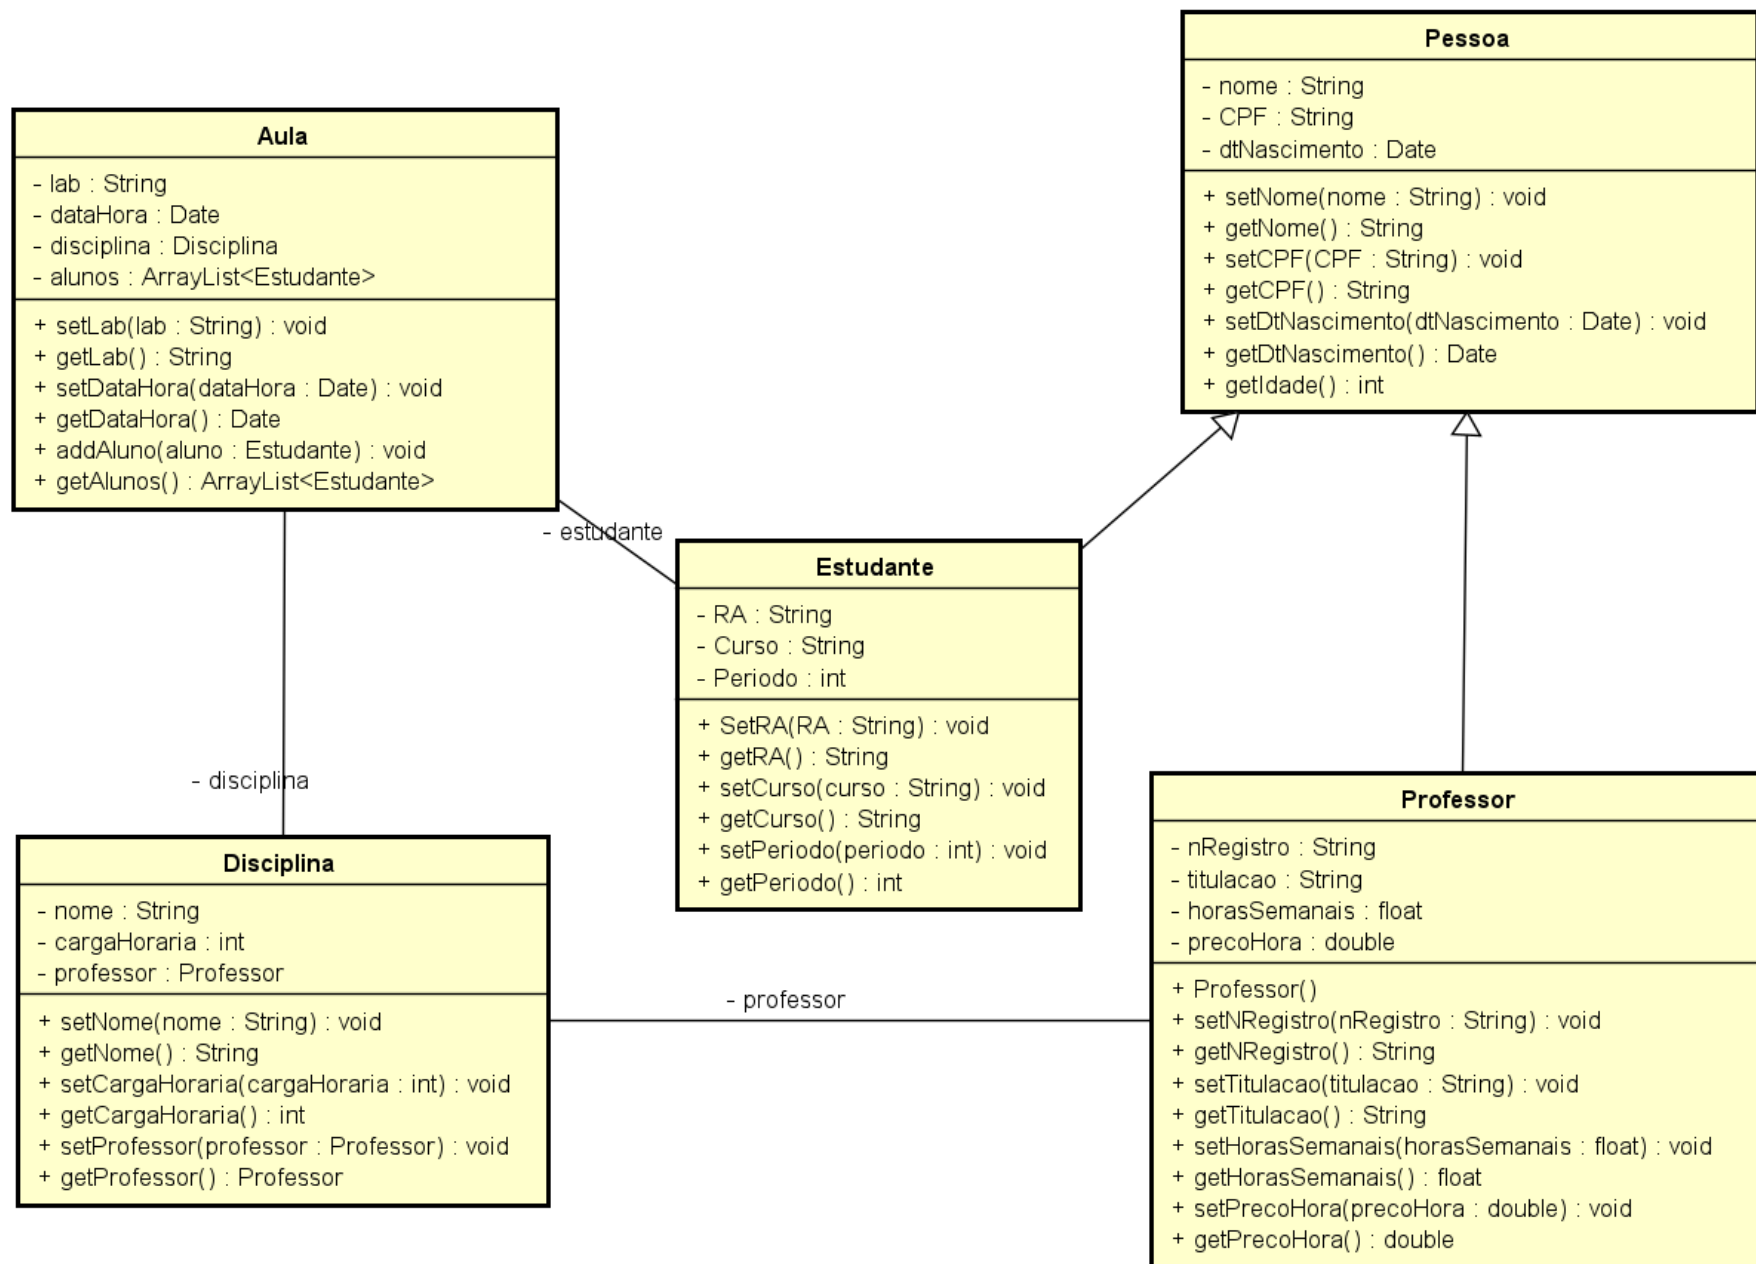 Pessoa
- nome : String
- CPF : String
- dtNascimento : Date
+ setNome(nome : String) : void
+ getNome() : String
+ setCPF(CPF : String) : void
+ getCPF() : String
+ setDtNascimento(dtNascimento : Date) : void
+ getDtNascimento() : Date
+ getIdade() : int
Aula
- lab : String
- dataHora : Date
- disciplina : Disciplina
- alunos : ArrayList<Estudante>
+ setLab(lab : String) : void
+ getLab() : String
+ setDataHora(dataHora : Date) : void
+ getDataHora() : Date
+ addAluno(aluno : Estudante) : void
+ getAlunos() : ArrayList<Estudante>
- estudante
Estudante
- RA : String
- Curso : String
- Periodo : int
+ SetRA(RA : String) : void
+ getRA() : String
+ setCurso(curso : String) : void
+ getCurso() : String
+ setPeriodo(periodo : int) : void
+ getPeriodo() : int
- disciplina
Disciplina
- nome : String
- cargaHoraria : int
- professor : Professor
+ setNome(nome : String) : void
+ getNome() : String
+ setCargaHoraria(cargaHoraria : int) : void
+ getCargaHoraria() : int
+ setProfessor(professor : Professor) : void
+ getProfessor() : Professor
- professor
Professor
- nRegistro : String
- titulacao : String
- horasSemanais : float
- precoHora : double
+ Professor()
+ setNRegistro(nRegistro : String) : void
+ getNRegistro() : String
+ setTitulacao(titulacao : String) : void
+ getTitulacao() : String
+ setHorasSemanais(horasSemanais : float) : void
+ getHorasSemanais() : float
+ setPrecoHora(precoHora : double) : void
+ getPrecoHora() : double